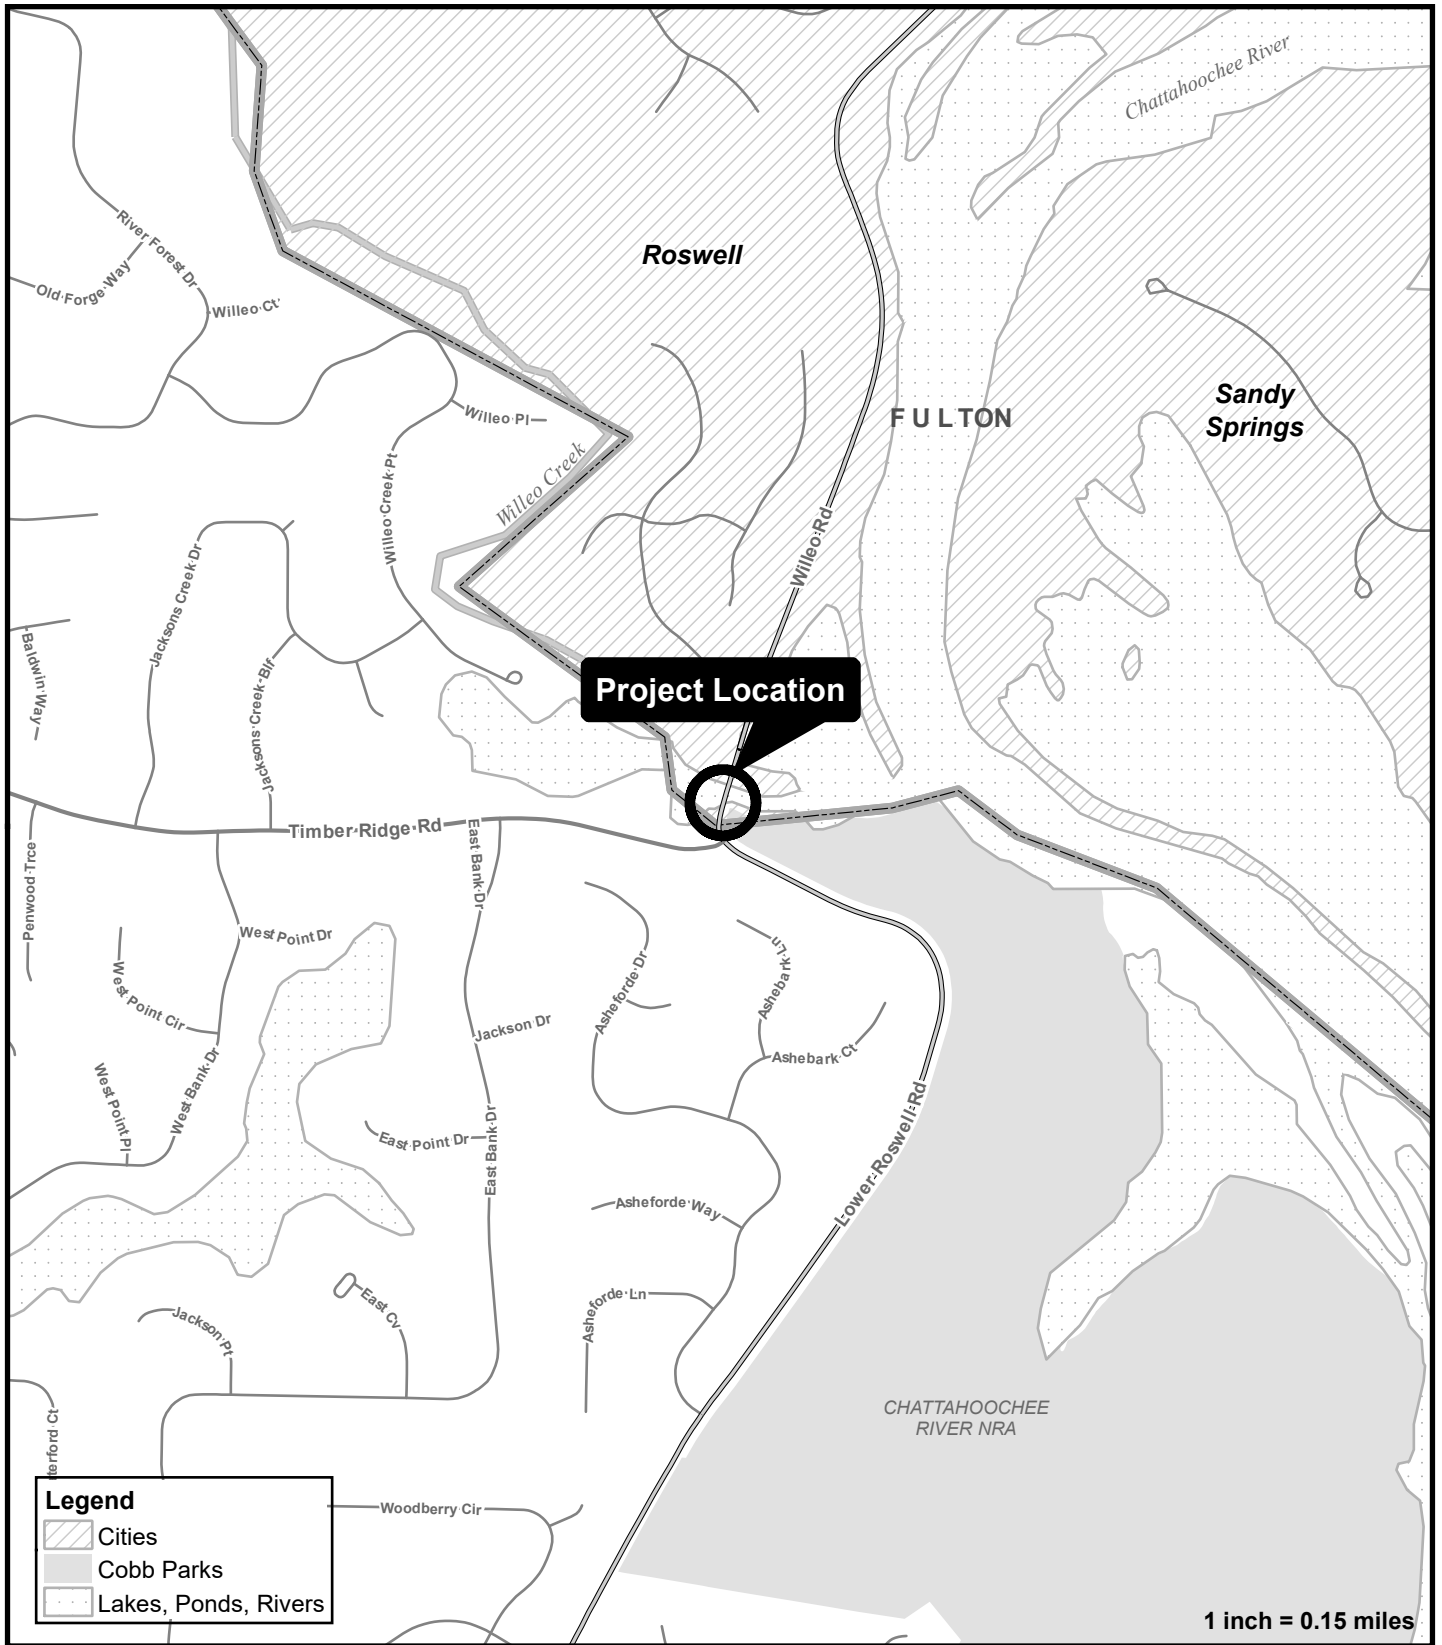 Chattahoochee River
River Forest Dr
Roswell
Old Forge Way
Willeo Ct
Sandy
Springs
FULTON
Willeo Pl
Willeo Creek
Willeo Creek Pt
Willeo Rd
Jacksons Creek Dr
Baldwin Way
Jacksons Creek Blf
Project Location
Timber Ridge Rd
East Bank Dr
Penwood Trce
West Point Dr
Asheforde Dr
Ashebark Ln
West Point Cir
Jackson Dr
Ashebark Ct
West Bank Dr
West Point Pl
East Point Dr
East Bank Dr
Lower Roswell Rd
Asheforde Way
East Cv
Asheforde Ln
Jackson Pt
CHATTAHOOCHEE
RIVER NRA
terford Ct
Legend
Cities
Cobb Parks
Lakes, Ponds, Rivers
Woodberry Cir
1 inch = 0.15 miles